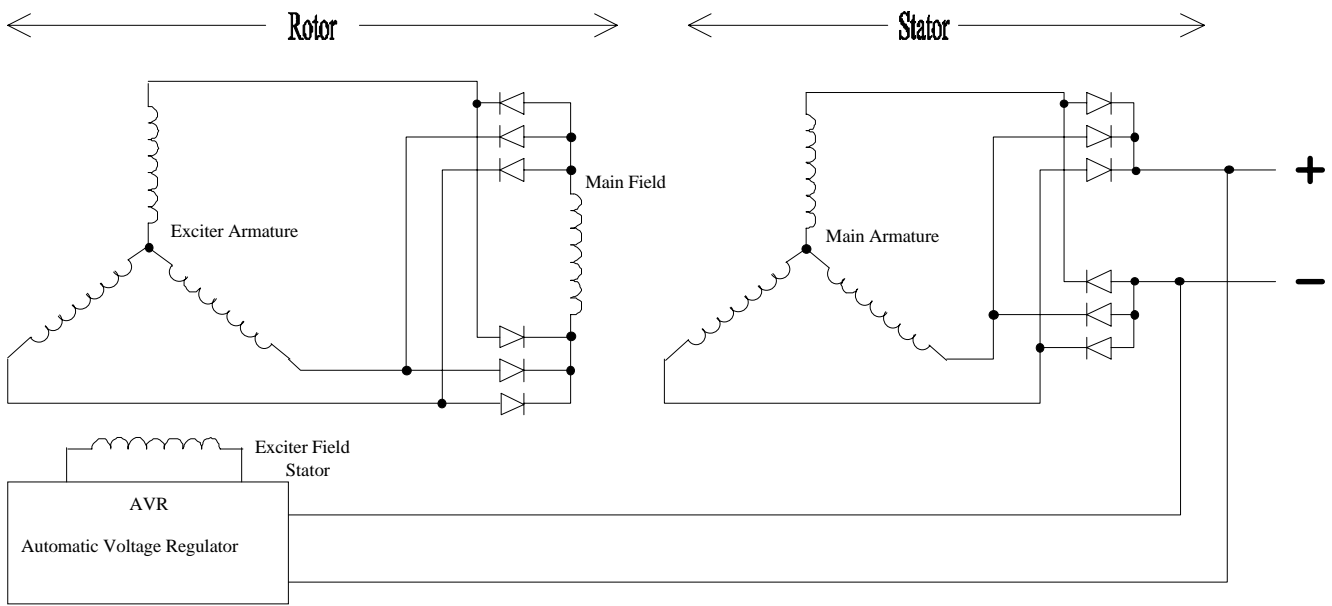 Rotor
Stator
Main Field
Exciter Armature
Main Armature
+
−
Exciter Field
Stator
AVR
Automatic Voltage Regulator